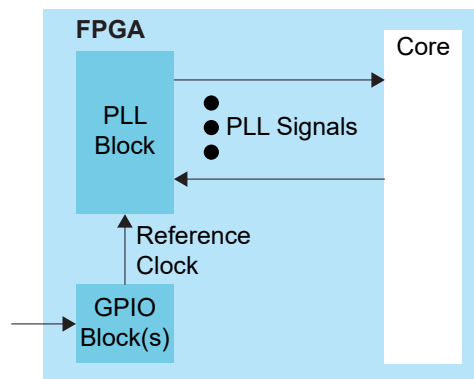 FPGA
Core
PLL
Block
PLL Signals
Reference
Clock
GPIO
Block(s)